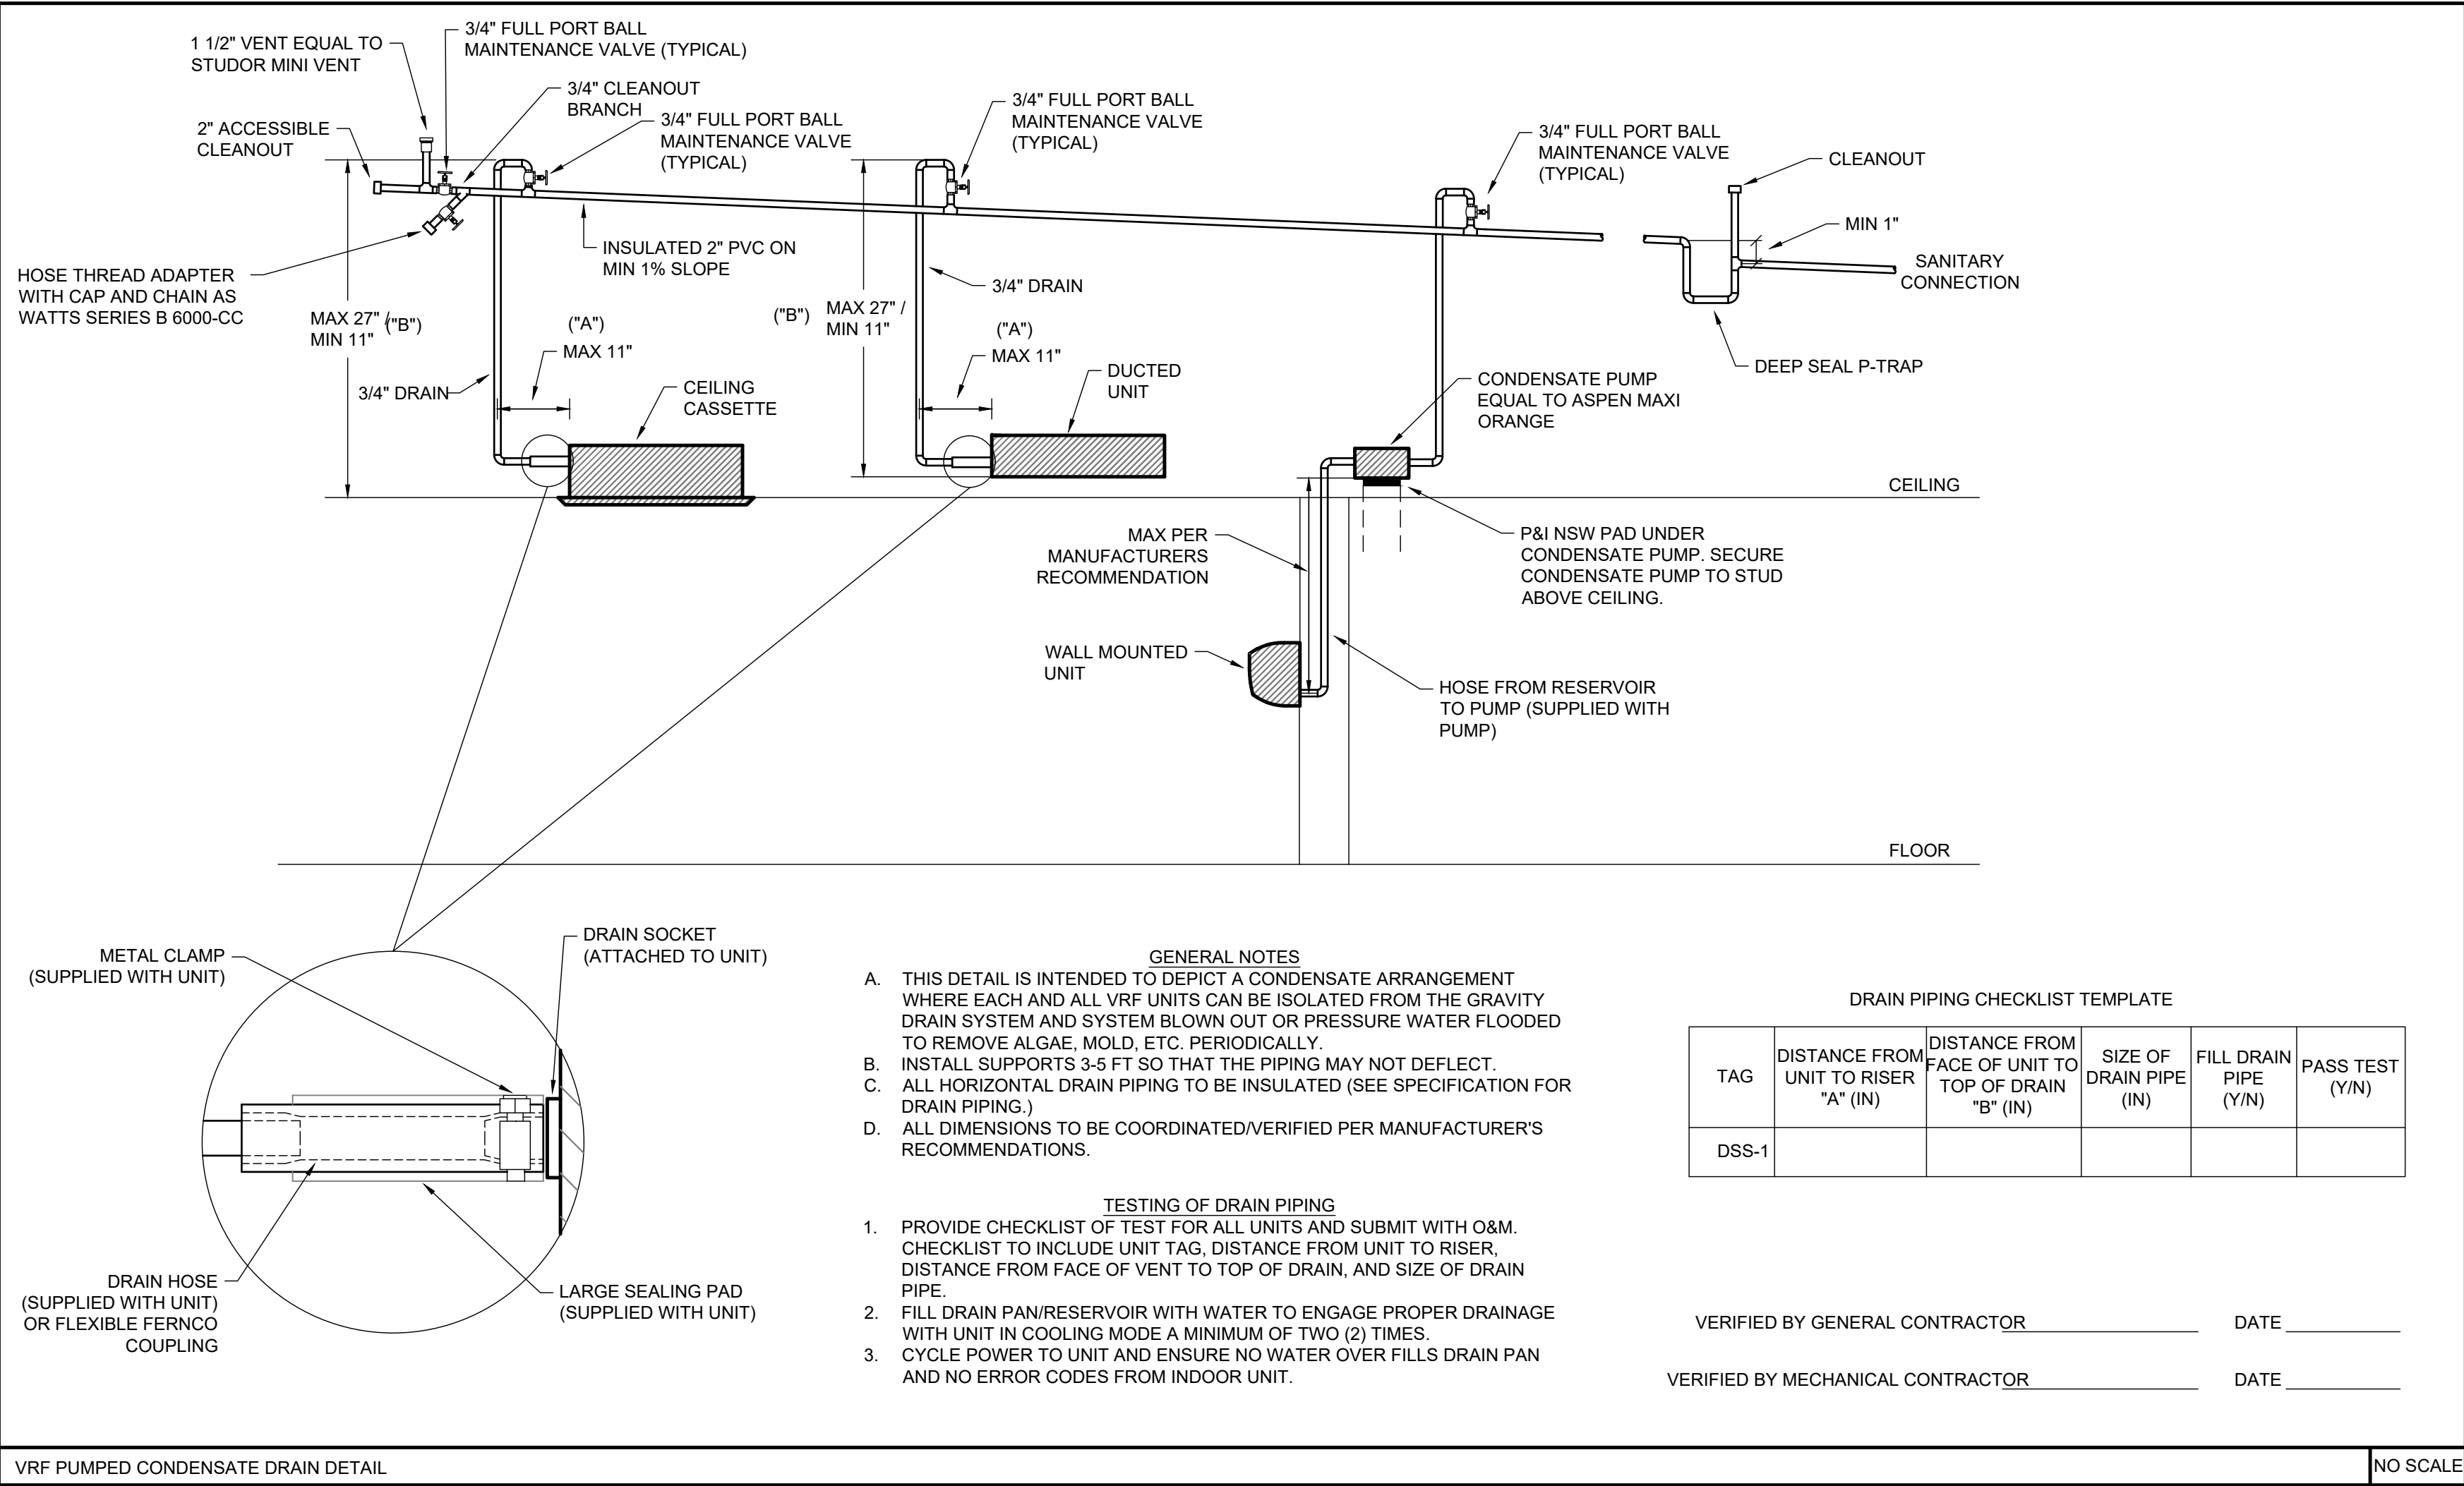 1 1/2" VENT EQUAL TO
STUDOR MINI VENT
3/4" FULL PORT BALL
MAINTENANCE VALVE (TYPICAL)
2" ACCESSIBLE
CLEANOUT
3/4" CLEANOUT
BRANCH
3/4" FULL PORT BALL
MAINTENANCE VALVE
(TYPICAL)
3/4" FULL PORT BALL
MAINTENANCE VALVE
(TYPICAL)
3/4" FULL PORT BALL
MAINTENANCE VALVE
(TYPICAL)
CLEANOUT
MIN 1"
SANITARY
CONNECTION
DEEP SEAL P-TRAP
HOSE THREAD ADAPTER
WITH CAP AND CHAIN AS
WATTS SERIES B 6000-CC
INSULATED 2" PVC ON
MIN 1% SLOPE
MAX 27" /
MIN 11"
("B")
("A")
MAX 11"
3/4" DRAIN
CEILING
CASSETTE
("B")
MAX 27" /
MIN 11"
3/4" DRAIN
("A")
MAX 11"
DUCTED
UNIT
CONDENSATE PUMP
EQUAL TO ASPEN MAXI
ORANGE
CEILING
MAX PER
MANUFACTURERS
RECOMMENDATION
P&I NSW PAD UNDER
CONDENSATE PUMP. SECURE
CONDENSATE PUMP TO STUD
ABOVE CEILING.
WALL MOUNTED
UNIT
HOSE FROM RESERVOIR
TO PUMP (SUPPLIED WITH
PUMP)
FLOOR
METAL CLAMP
(SUPPLIED WITH UNIT)
DRAIN SOCKET
(ATTACHED TO UNIT)
DRAIN HOSE
(SUPPLIED WITH UNIT)
OR FLEXIBLE FERNCO
COUPLING
LARGE SEALING PAD
(SUPPLIED WITH UNIT)
GENERAL NOTES
A. THIS DETAIL IS INTENDED TO DEPICT A CONDENSATE ARRANGEMENT
WHERE EACH AND ALL VRF UNITS CAN BE ISOLATED FROM THE GRAVITY
DRAIN SYSTEM AND SYSTEM BLOWN OUT OR PRESSURE WATER FLOODED
TO REMOVE ALGAE, MOLD, ETC. PERIODICALLY.
B. INSTALL SUPPORTS 3-5 FT SO THAT THE PIPING MAY NOT DEFLECT.
C. ALL HORIZONTAL DRAIN PIPING TO BE INSULATED (SEE SPECIFICATION FOR
DRAIN PIPING.)
D. ALL DIMENSIONS TO BE COORDINATED/VERIFIED PER MANUFACTURER'S
RECOMMENDATIONS.
TESTING OF DRAIN PIPING
1. PROVIDE CHECKLIST OF TEST FOR ALL UNITS AND SUBMIT WITH O&M.
CHECKLIST TO INCLUDE UNIT TAG, DISTANCE FROM UNIT TO RISER,
DISTANCE FROM FACE OF VENT TO TOP OF DRAIN, AND SIZE OF DRAIN
PIPE.
2. FILL DRAIN PAN/RESERVOIR WITH WATER TO ENGAGE PROPER DRAINAGE
WITH UNIT IN COOLING MODE A MINIMUM OF TWO (2) TIMES.
3. CYCLE POWER TO UNIT AND ENSURE NO WATER OVER FILLS DRAIN PAN
AND NO ERROR CODES FROM INDOOR UNIT.
DRAIN PIPING CHECKLIST TEMPLATE
TAG
DISTANCE FROM
UNIT TO RISER
"A" (IN)
DISTANCE FROM
FACE OF UNIT TO
TOP OF DRAIN
"B" (IN)
SIZE OF
DRAIN PIPE
(IN)
FILL DRAIN
PIPE
(Y/N)
PASS TEST
(Y/N)
DSS-1
VERIFIED BY GENERAL CONTRACTOR DATE
VERIFIED BY MECHANICAL CONTRACTOR DATE
VRF PUMPED CONDENSATE DRAIN DETAIL
NO SCALE